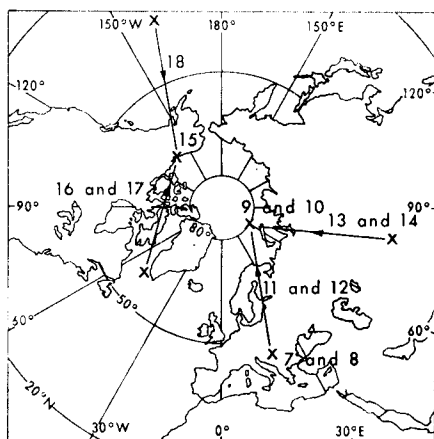 150°W
X
150°E
18
120°
120°
15
16 and 17
9 and 10
90°
90°
13 and 14
X
80°
X
11 and 12
50°
60°
60°
X
7 and 8
20°N
30°W
0°
30°E